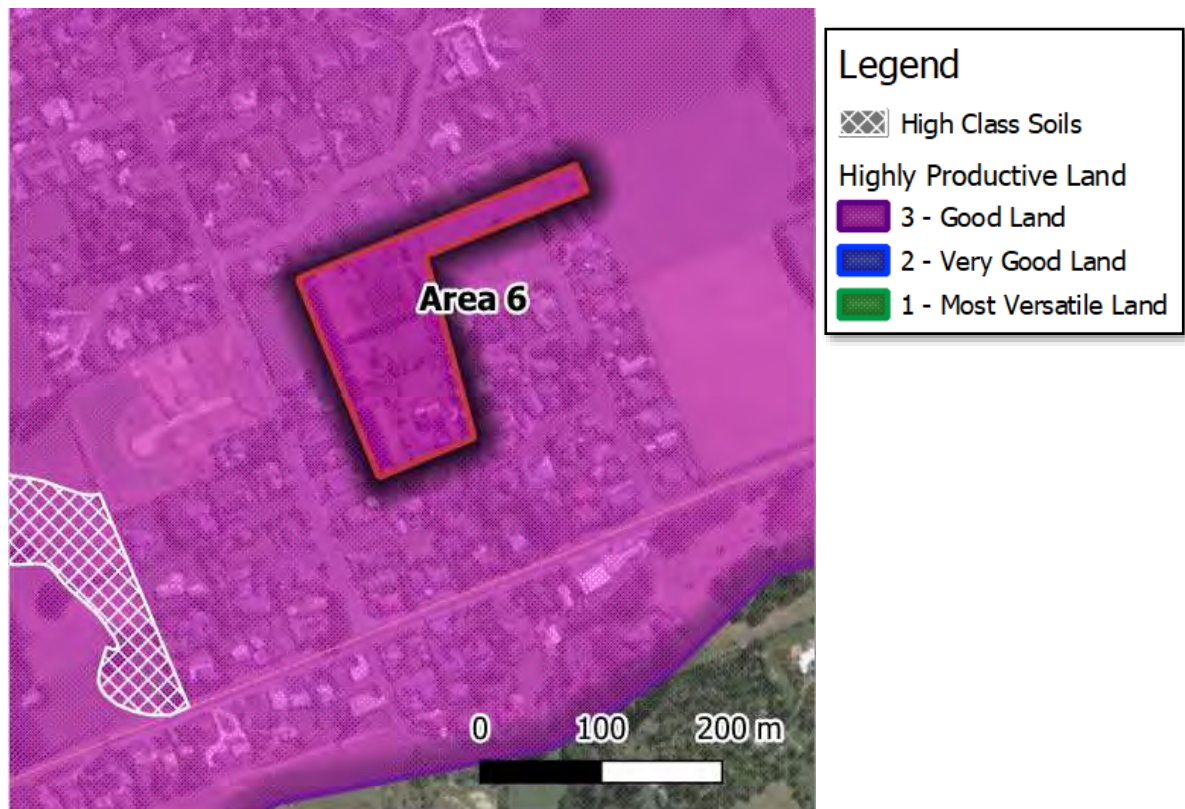 Area 6
0 100 200 m
Legend
High Class Soils
Highly Productive Land
3 - Good Land
2 - Very Good Land
1 - Most Versatile Land